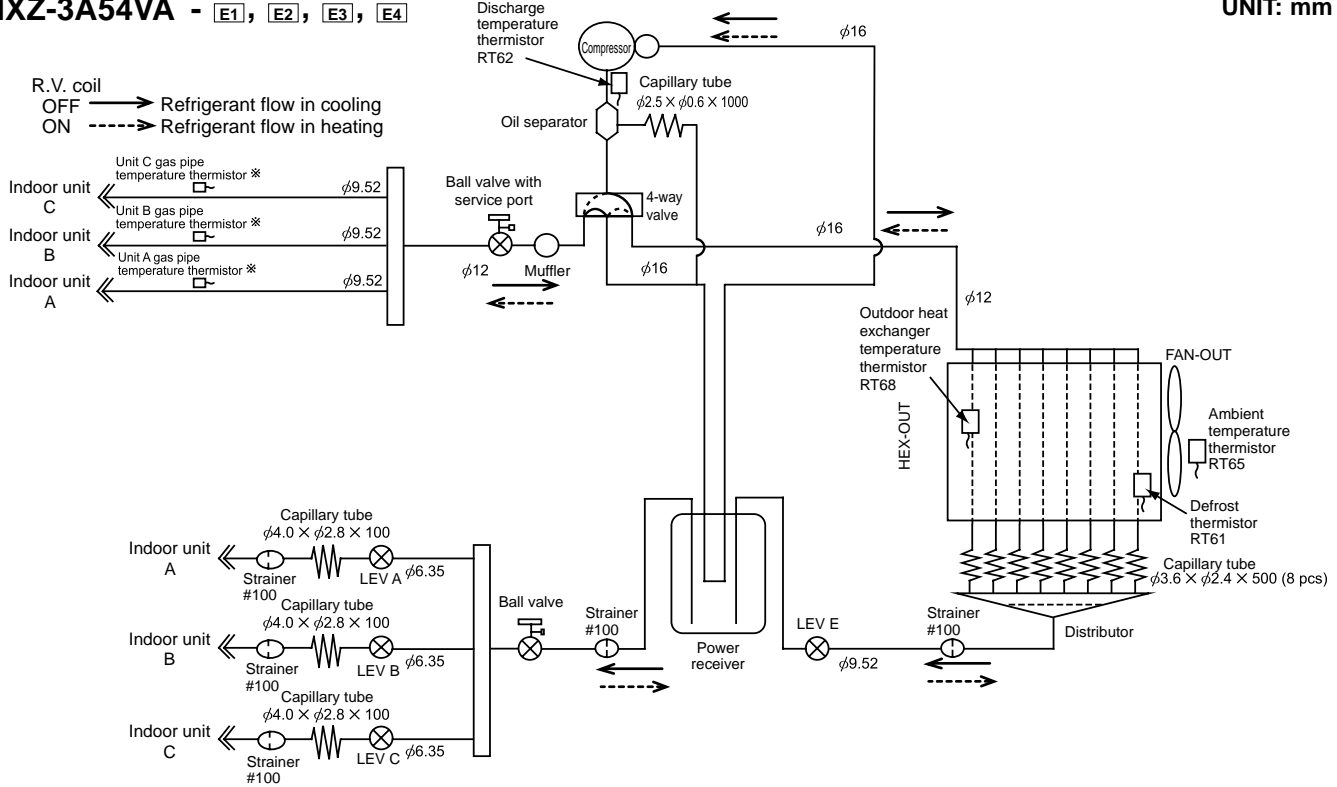 MXZ-3A54VA - E1, E2, E3, E4
UNIT: mm
Discharge
temperature
thermistor
RT62
Compressor
φ16
R.V. coil
OFF Refrigerant flow in cooling
ON Refrigerant flow in heating
Capillary tube
φ2.5 × φ0.6 × 1000
Oil separator
Unit C gas pipe
temperature thermistor ※
Indoor unit
C
φ9.52
Unit B gas pipe
temperature thermistor ※
Indoor unit
B
φ9.52
Unit A gas pipe
temperature thermistor ※
Indoor unit
A
φ9.52
Ball valve with
service port
4-way
valve
φ12
Muffler
φ16
φ16
φ12
Outdoor heat
exchanger
temperature
thermistor
RT68
HEX-OUT
FAN-OUT
Ambient
temperature
thermistor
RT65
Defrost
thermistor
RT61
Capillary tube
φ3.6 × φ2.4 × 500 (8 pcs)
Distributor
Capillary tube
φ4.0 × φ2.8 × 100
Indoor unit
A
Strainer
#100
LEV A
φ6.35
Capillary tube
φ4.0 × φ2.8 × 100
Indoor unit
B
Strainer
#100
LEV B
φ6.35
Capillary tube
φ4.0 × φ2.8 × 100
Indoor unit
C
Strainer
#100
LEV C
φ6.35
Ball valve
Strainer
#100
Power
receiver
LEV E
φ9.52
Strainer
#100